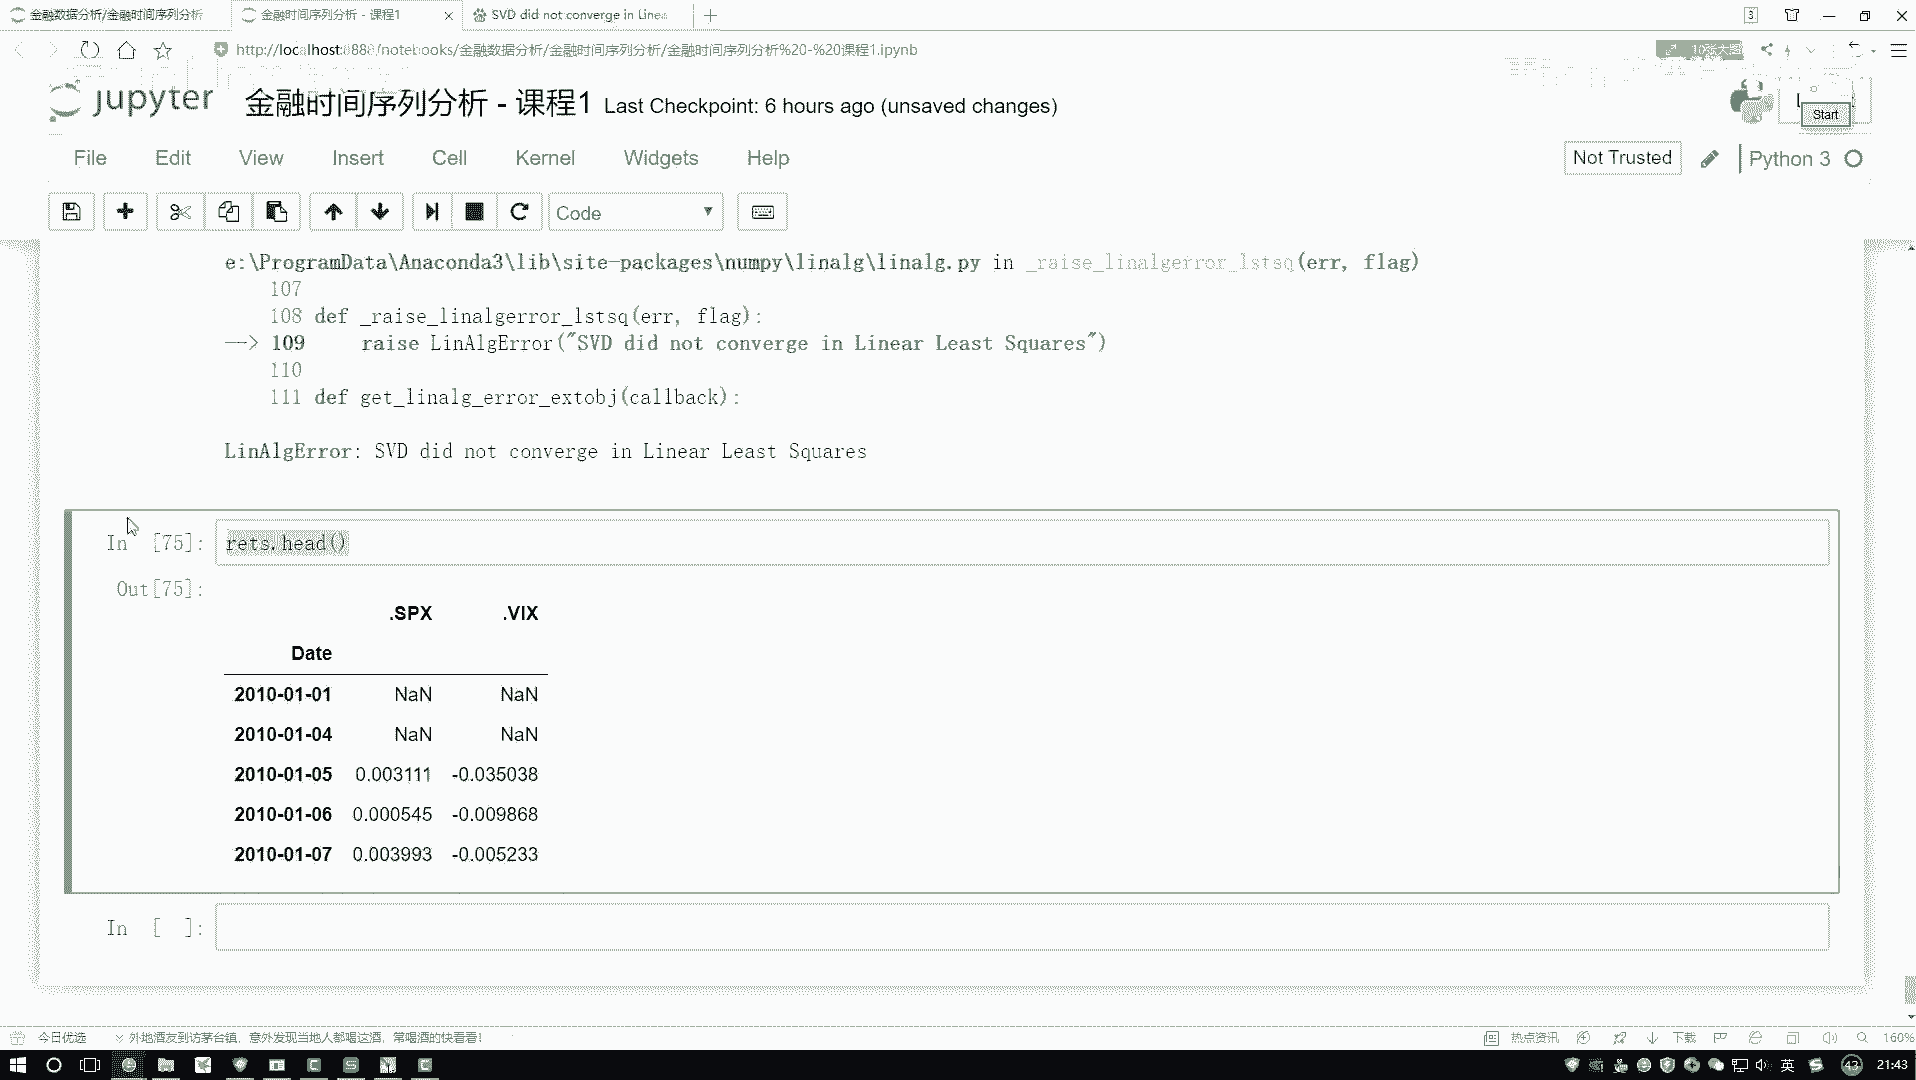 金融数据分析/金融时间序列分析
金融时间序列分析 - 课程1
SVD did not converge in Linea
3
http://localhost:8888/notebooks/金融数据分析/金融时间序列分析/金融时间序列分析%20-%20课程1.ipynb
10张大图
jupyter 金融时间序列分析 - 课程1 Last Checkpoint: 6 hours ago (unsaved changes)
Start
File Edit View Insert Cell Kernel Widgets Help
Not Trusted Python 3
Code
e:\ProgramData\Anaconda3\lib\site-packages\numpy\linalg\linalg.py in _raise_linalgerror_lstsq(err, flag)
107
108 def _raise_linalgerror_lstsq(err, flag):
--> 109 raise LinAlgError("SVD did not converge in Linear Least Squares")
110
111 def get_linalg_error_extobj(callback):
LinAlgError: SVD did not converge in Linear Least Squares
In [75]: rets.head()
Out[75]:
.SPX .VIX
Date
2010-01-01 NaN NaN
2010-01-04 NaN NaN
2010-01-05 0.003111 -0.035038
2010-01-06 0.000545 -0.009868
2010-01-07 0.003993 -0.005233
In [ ]:
今日优选 外地酒友到访茅台镇，意外发现当地人都喝这酒，常喝酒的快看看！
热点资讯 下载 160%
英 43 21:43